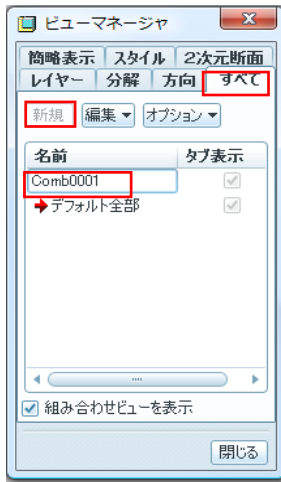 ビューマネージャ
簡略表示 スタイル 2次元断面
レイヤー 分解 方向 すべて
新規 編集 オプション
名前 タブ表示
Comb0001
デフォルト全部
組み合わせビューを表示
閉じる